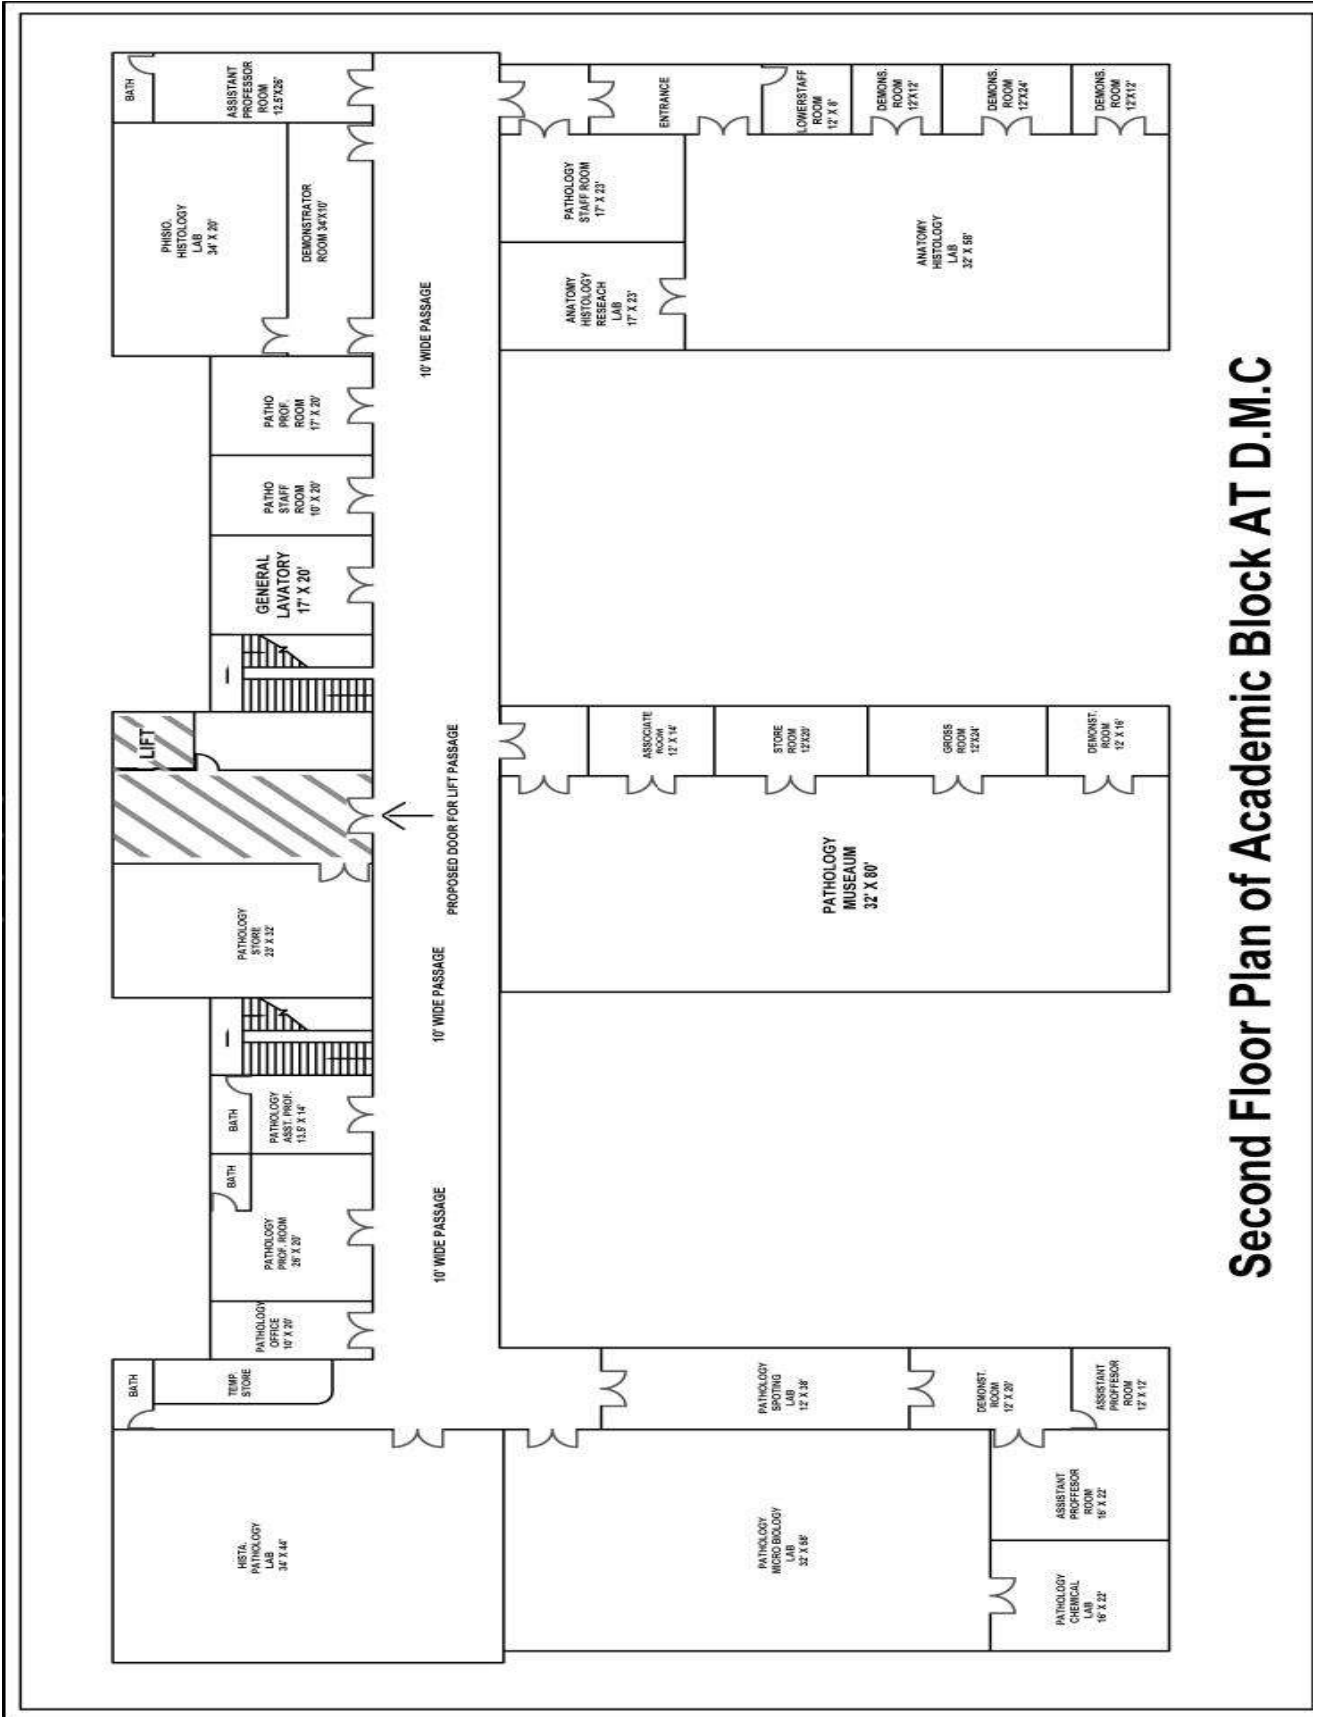 BATH
HISTA.
PATHOLOGY
LAB
34' X 44'
TEMP.
STORE
PATHOLOGY
OFFICE
10' X 20'
PATHOLOGY
PROF. ROOM
26' X 20'
BATH
BATH
PATHOLOGY
ASST. PROF.
13.5' X 14'
PATHOLOGY
STORE
23' X 32'
LIFT
GENERAL
LAVATORY
17' X 20'
PATHO
STAFF
ROOM
10' X 20'
PATHO
PROF.
ROOM
17' X 20'
PHISIO.
HISTOLOGY
LAB
34' X 20'
DEMONSTRATOR
ROOM 34'X10'
BATH
ASSISTANT
PROFESSOR
ROOM
12.5'X26'
10' WIDE PASSAGE
10' WIDE PASSAGE
PROPOSED DOOR FOR LIFT PASSAGE
10' WIDE PASSAGE
PATHOLOGY
MICRO BIOLOGY
LAB
32' X 68'
PATHOLOGY
SPOTING
LAB
12' X 38'
DEMONST.
ROOM
12' X 20'
ASSISTANT
PROFFESOR
ROOM
12' X 12'
PATHOLOGY
CHEMICAL
LAB
16' X 22'
ASSISTANT
PROFFESOR
ROOM
16' X 22'
PATHOLOGY
MUSEAUM
32' X 80'
ASSOCIATE
ROOM
12' X 14'
STORE
ROOM
12'X20'
GROSS
ROOM
12'X24'
DEMONST.
ROOM
12' X 16'
ANATOMY
HISTOLOGY
RESEACH
LAB
17' X 23'
PATHOLOGY
STAFF ROOM
17' X 23'
ENTRANCE
LOWERSTAFF
ROOM
12' X 8'
DEMONS.
ROOM
12'X12'
DEMONS.
ROOM
12'X24'
DEMONS.
ROOM
12'X12'
ANATOMY
HISTOLOGY
LAB
32' X 58'
Second Floor Plan of Academic Block AT D.M.C